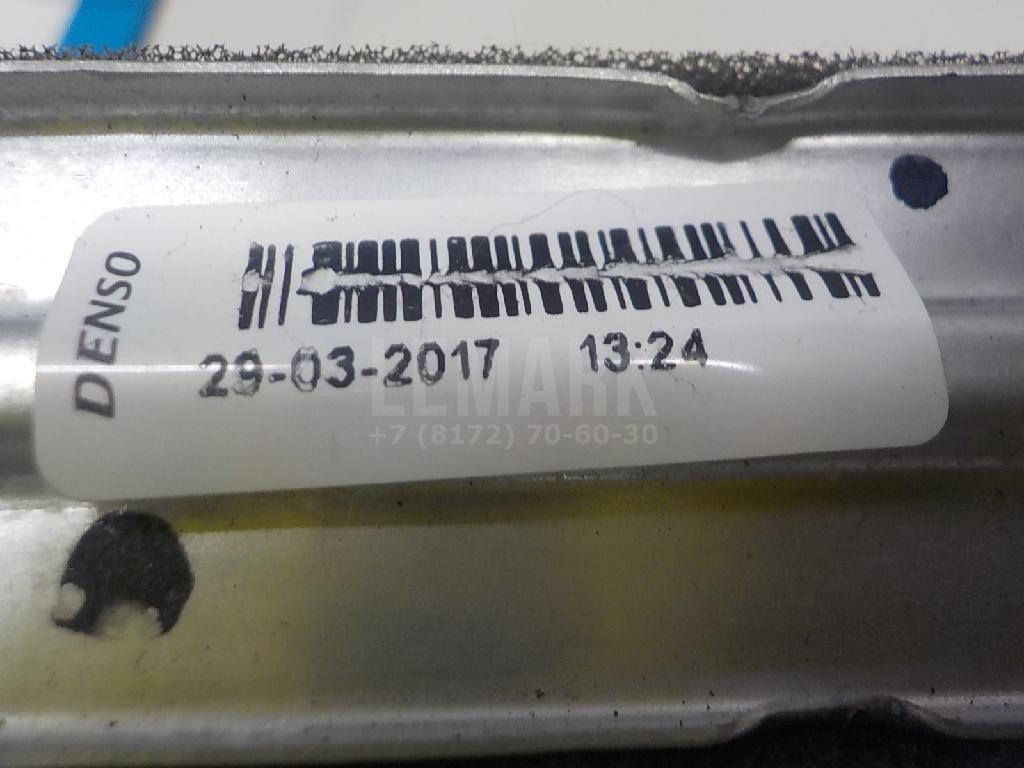 DENSO
29-03-2017 13:24
ELMARK
+7 (8172) 70-60-30